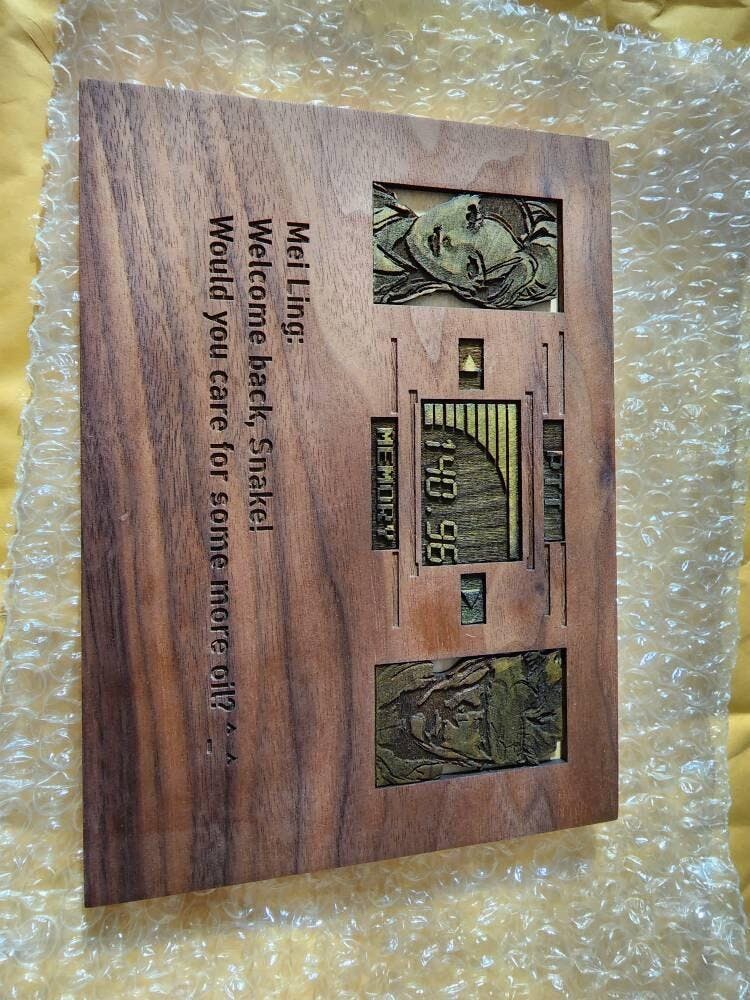 PTT
140.96
MEMORY
Mei Ling:
Welcome back, Snake!
Would you care for some more oil? ^_^